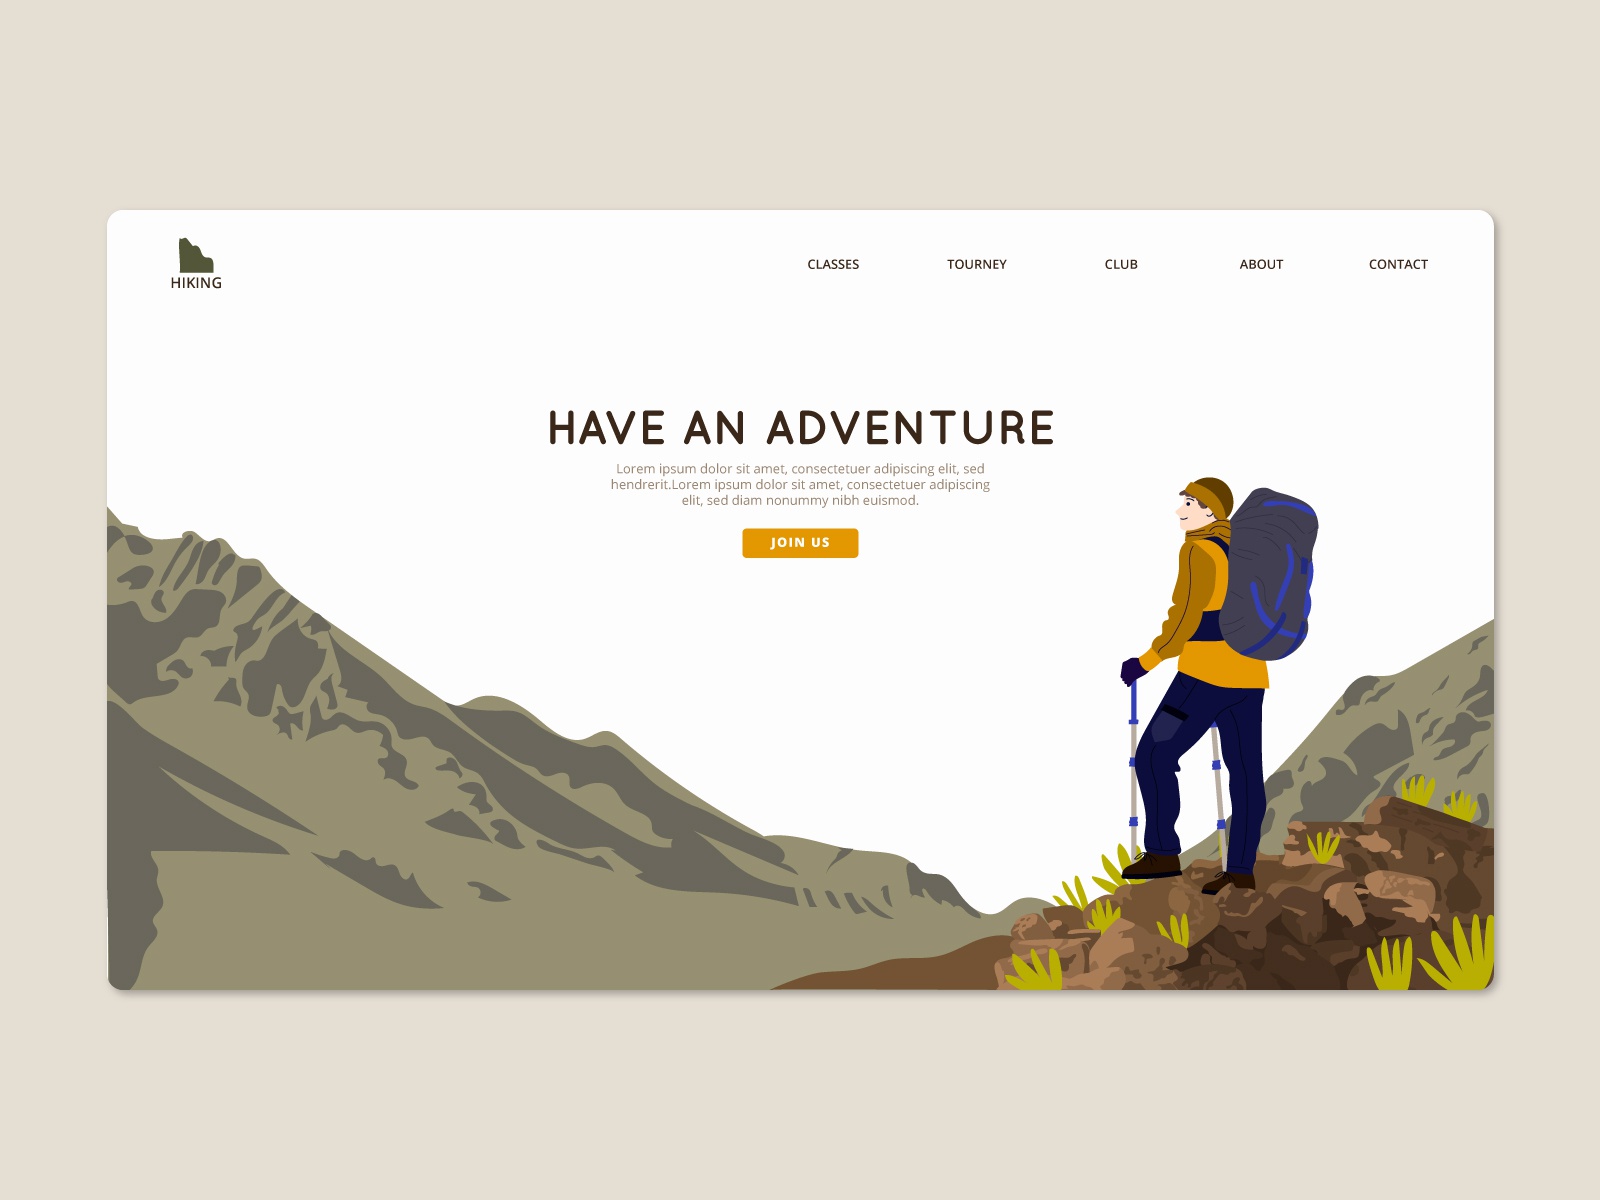 HIKING
CLASSES TOURNEY CLUB ABOUT CONTACT
HAVE AN ADVENTURE
Lorem ipsum dolor sit amet, consectetuer adipiscing elit, sed
hendrerit.Lorem ipsum dolor sit amet, consectetuer adipiscing
elit, sed diam nonummy nibh euismod.
JOIN US